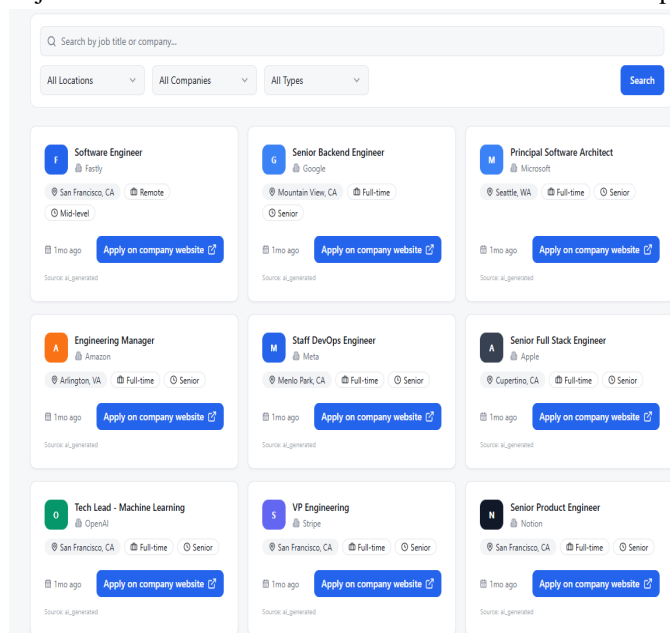 Search by job title or company...
All Locations All Companies All Types Search
F Software Engineer
Fastly
San Francisco, CA Remote
Mid-level
1mo ago Apply on company website
Source: ai_generated
G Senior Backend Engineer
Google
Mountain View, CA Full-time
Senior
1mo ago Apply on company website
Source: ai_generated
M Principal Software Architect
Microsoft
Seattle, WA Full-time Senior
1mo ago Apply on company website
Source: ai_generated
A Engineering Manager
Amazon
Arlington, VA Full-time Senior
1mo ago Apply on company website
Source: ai_generated
M Staff DevOps Engineer
Meta
Menlo Park, CA Full-time Senior
1mo ago Apply on company website
Source: ai_generated
A Senior Full Stack Engineer
Apple
Cupertino, CA Full-time Senior
1mo ago Apply on company website
Source: ai_generated
O Tech Lead - Machine Learning
OpenAI
San Francisco, CA Full-time Senior
1mo ago Apply on company website
Source: ai_generated
S VP Engineering
Stripe
San Francisco, CA Full-time Senior
1mo ago Apply on company website
Source: ai_generated
N Senior Product Engineer
Notion
San Francisco, CA Full-time Senior
1mo ago Apply on company website
Source: ai_generated